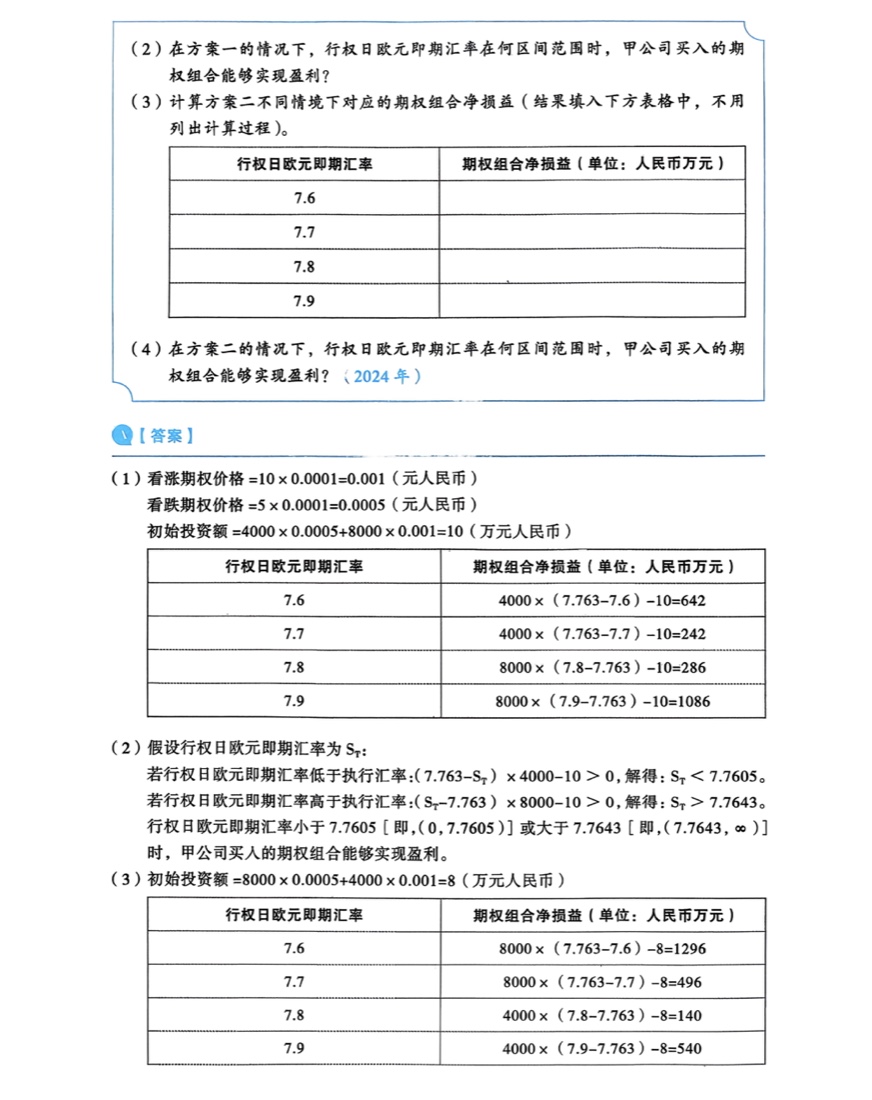 （2）在方案一的情况下，行权日欧元即期汇率在何区间范围时，甲公司买入的期
权组合能够实现盈利？
（3）计算方案二不同情境下对应的期权组合净损益（结果填入下方表格中，不用
列出计算过程）。
行权日欧元即期汇率 期权组合净损益（单位：人民币万元）
7.6
7.7
7.8
7.9
（4）在方案二的情况下，行权日欧元即期汇率在何区间范围时，甲公司买入的期
权组合能够实现盈利？（2024 年）
【答案】
（1）看涨期权价格 =10×0.0001=0.001（元人民币）
看跌期权价格 =5×0.0001=0.0005（元人民币）
初始投资额 =4000×0.0005+8000×0.001=10（万元人民币）
行权日欧元即期汇率 期权组合净损益（单位：人民币万元）
7.6 4000×（7.763-7.6）-10=642
7.7 4000×（7.763-7.7）-10=242
7.8 8000×（7.8-7.763）-10=286
7.9 8000×（7.9-7.763）-10=1086
（2）假设行权日欧元即期汇率为 S_T：
若行权日欧元即期汇率低于执行汇率：（7.763-S_T）×4000-10＞0，解得：S_T＜7.7605。
若行权日欧元即期汇率高于执行汇率：（S_T-7.763）×8000-10＞0，解得：S_T＞7.7643。
行权日欧元即期汇率小于 7.7605［即，（0，7.7605）］或大于 7.7643［即，（7.7643，∞）］
时，甲公司买入的期权组合能够实现盈利。
（3）初始投资额 =8000×0.0005+4000×0.001=8（万元人民币）
行权日欧元即期汇率 期权组合净损益（单位：人民币万元）
7.6 8000×（7.763-7.6）-8=1296
7.7 8000×（7.763-7.7）-8=496
7.8 4000×（7.8-7.763）-8=140
7.9 4000×（7.9-7.763）-8=540